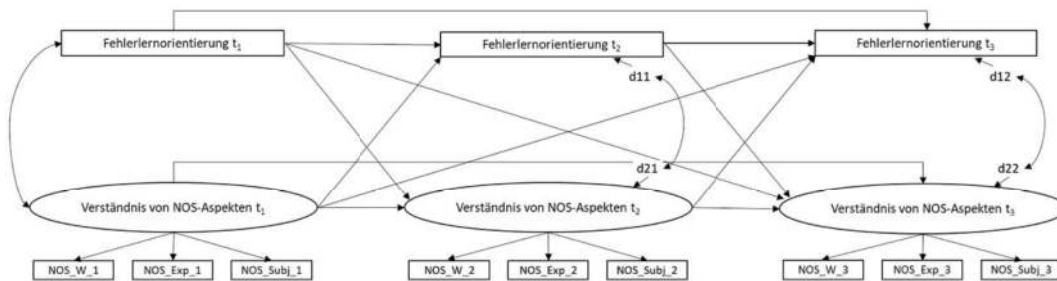 Fehlerlernorientierung t₁
Fehlerlernorientierung t₂
Fehlerlernorientierung t₃
d11
d12
d21
d22
Verständnis von NOS-Aspekten t₁
Verständnis von NOS-Aspekten t₂
Verständnis von NOS-Aspekten t₃
NOS_W_1
NOS_Exp_1
NOS_Subj_1
NOS_W_2
NOS_Exp_2
NOS_Subj_2
NOS_W_3
NOS_Exp_3
NOS_Subj_3